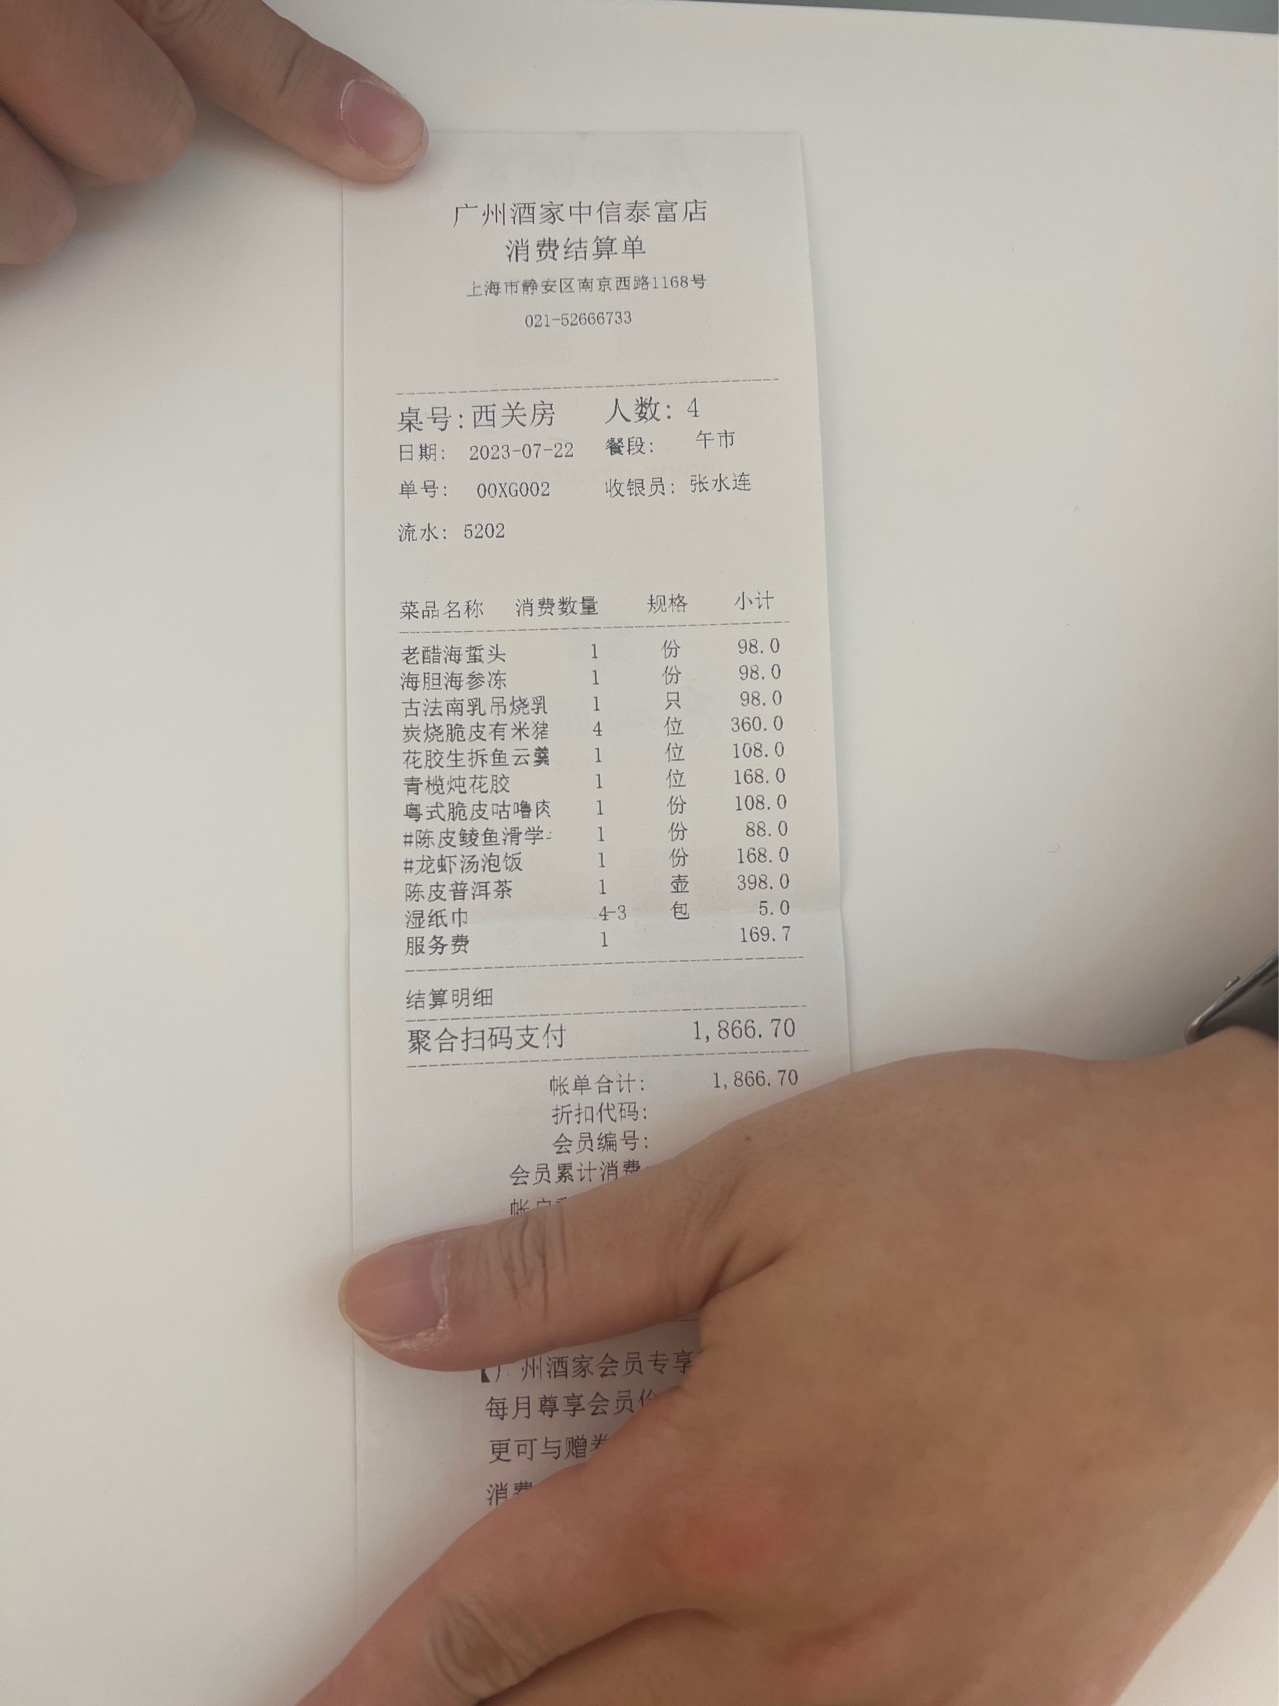 广州酒家中信泰富店
消费结算单
上海市静安区南京西路1168号
021-52666733
桌号:西关房 人数: 4
日期: 2023-07-22 餐段: 午市
单号: 00XG002 收银员: 张水连
流水: 5202
菜品名称 消费数量 规格 小计
老醋海蜇头 1 份 98.0
海胆海参冻 1 份 98.0
古法南乳吊烧乳 1 只 98.0
炭烧脆皮有米猪 4 位 360.0
花胶生拆鱼云羹 1 位 108.0
青榄炖花胶 1 位 168.0
粤式脆皮咕噜肉 1 份 108.0
#陈皮鲮鱼滑学 1 份 88.0
#龙虾汤泡饭 1 份 168.0
陈皮普洱茶 1 壶 398.0
湿纸巾 4-3 包 5.0
服务费 1 169.7
结算明细
聚合扫码支付 1,866.70
帐单合计: 1,866.70
折扣代码:
会员编号:
会员累计消费
帐户
【广州酒家会员专享
每月尊享会员价
更可与赠券
消费